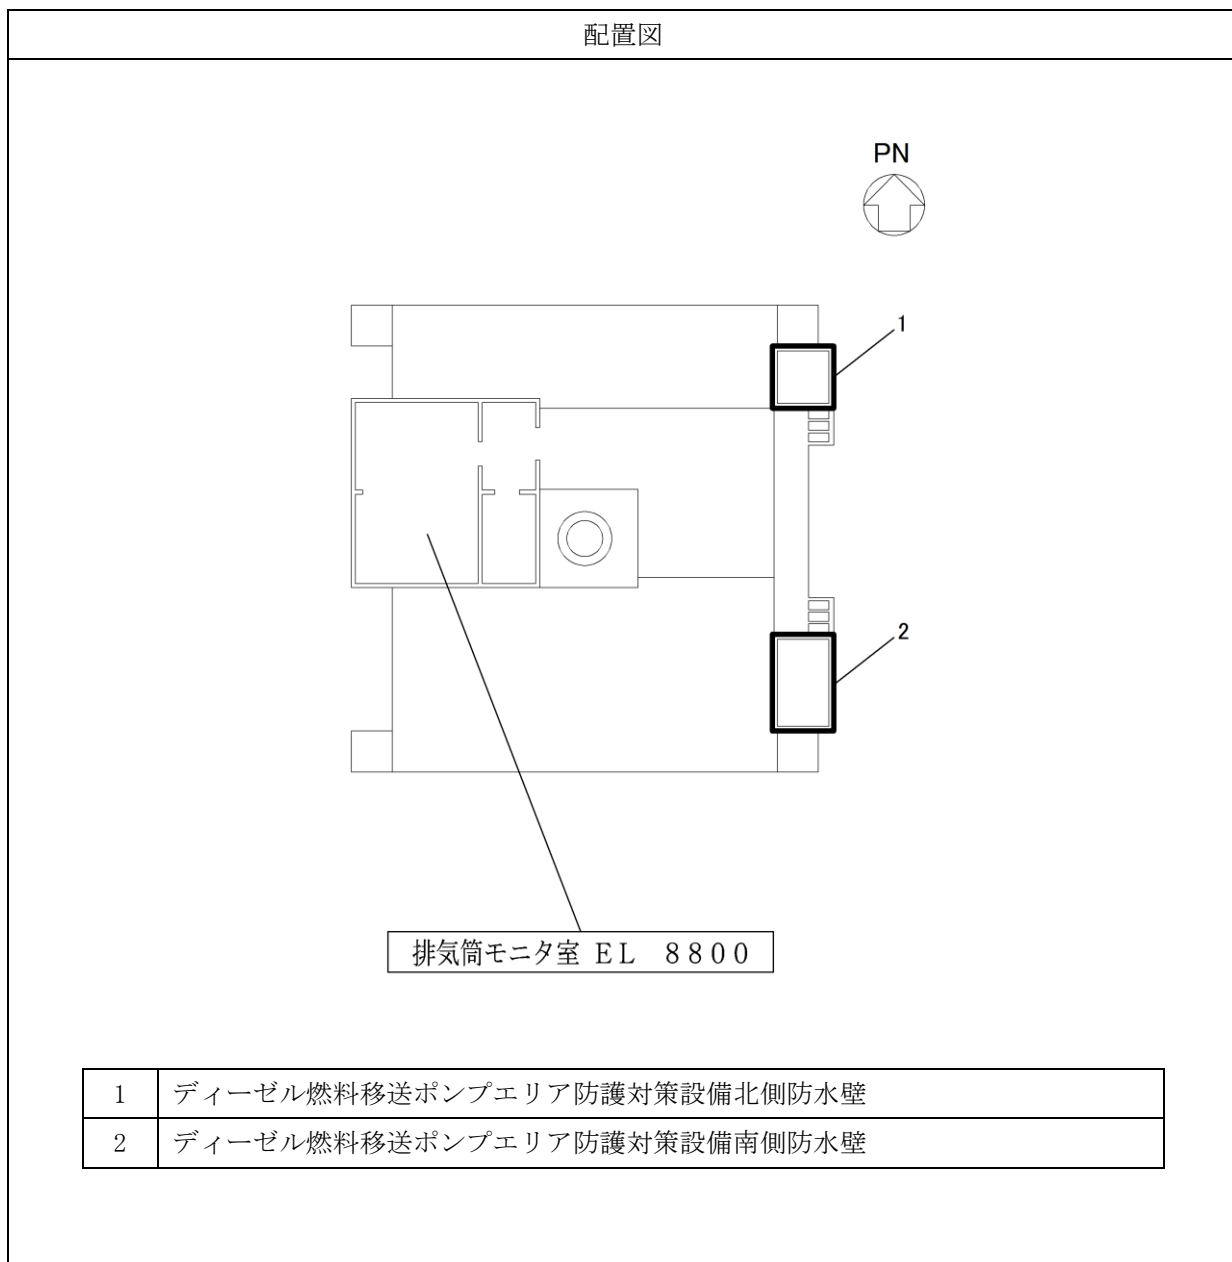 配置図
PN
1
2
排気筒モニタ室 EL 8800
1 ディーゼル燃料移送ポンプエリア防護対策設備北側防水壁
2 ディーゼル燃料移送ポンプエリア防護対策設備南側防水壁